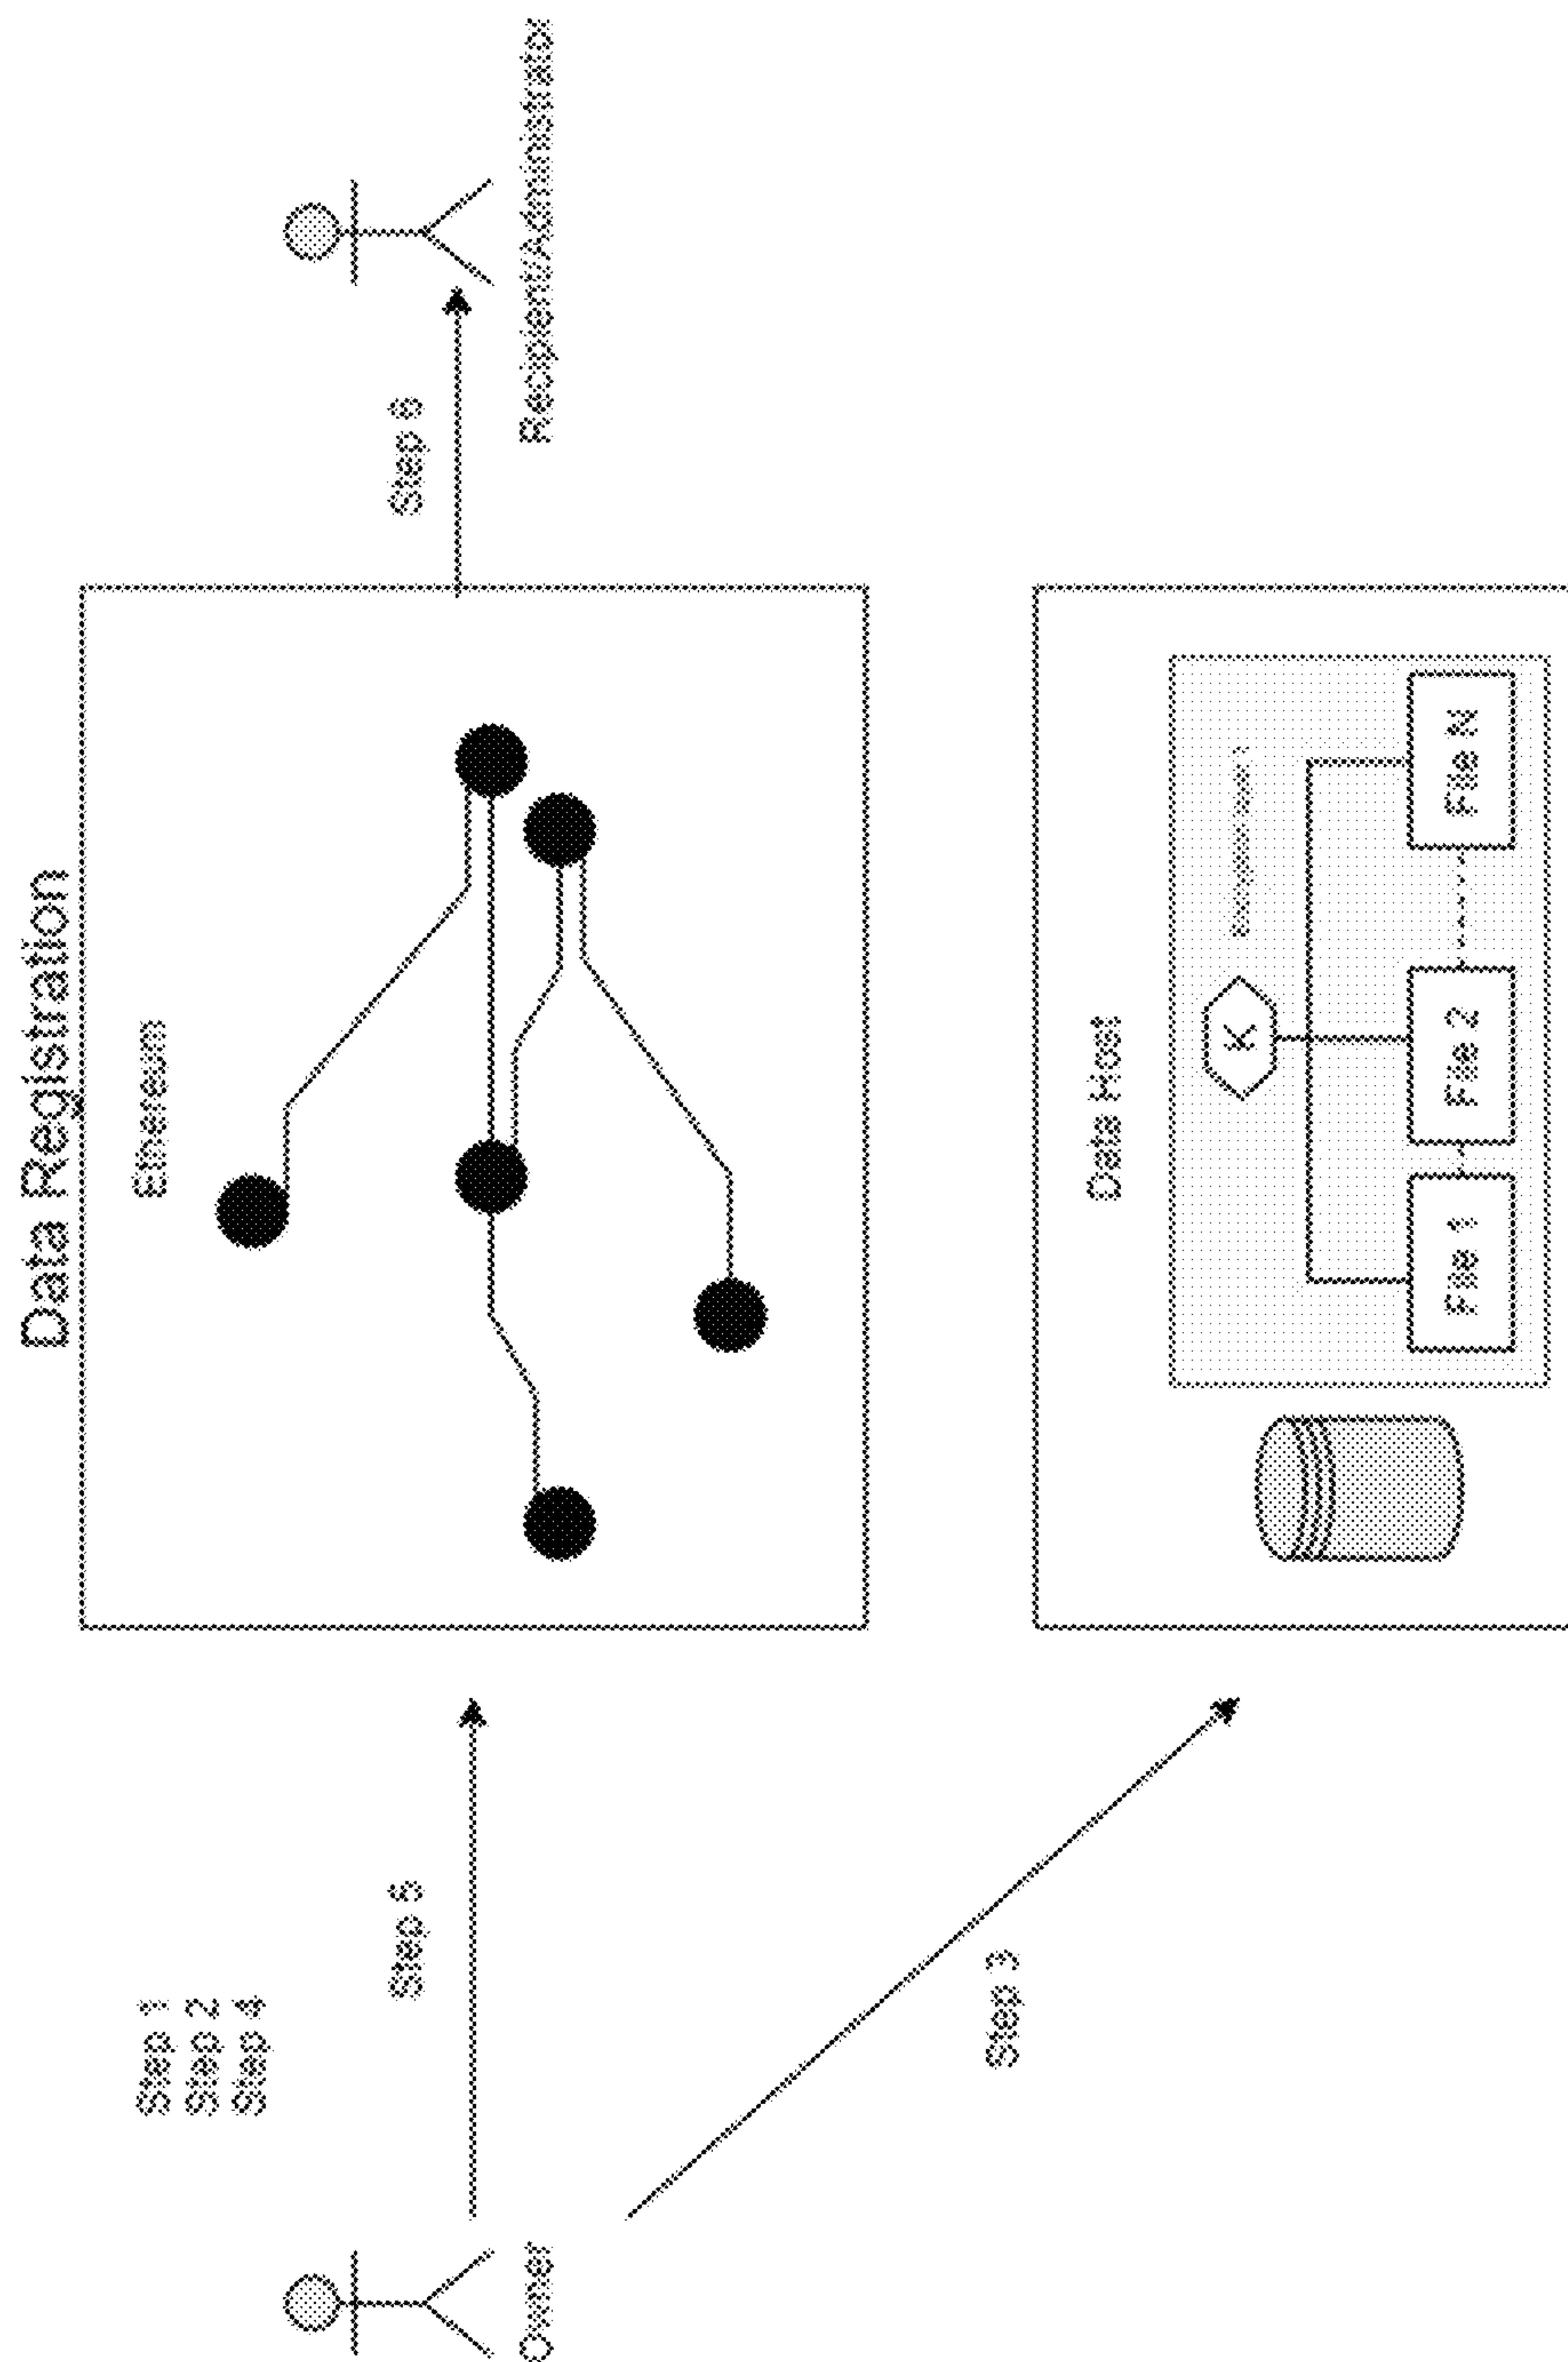 Data Registration
Step 1
Step 2
Step 4
Ethereum
Step 5
Step 6
Owner
Recipient/Administrator
Step 3
Data Host
K
File 1
File 2
File N